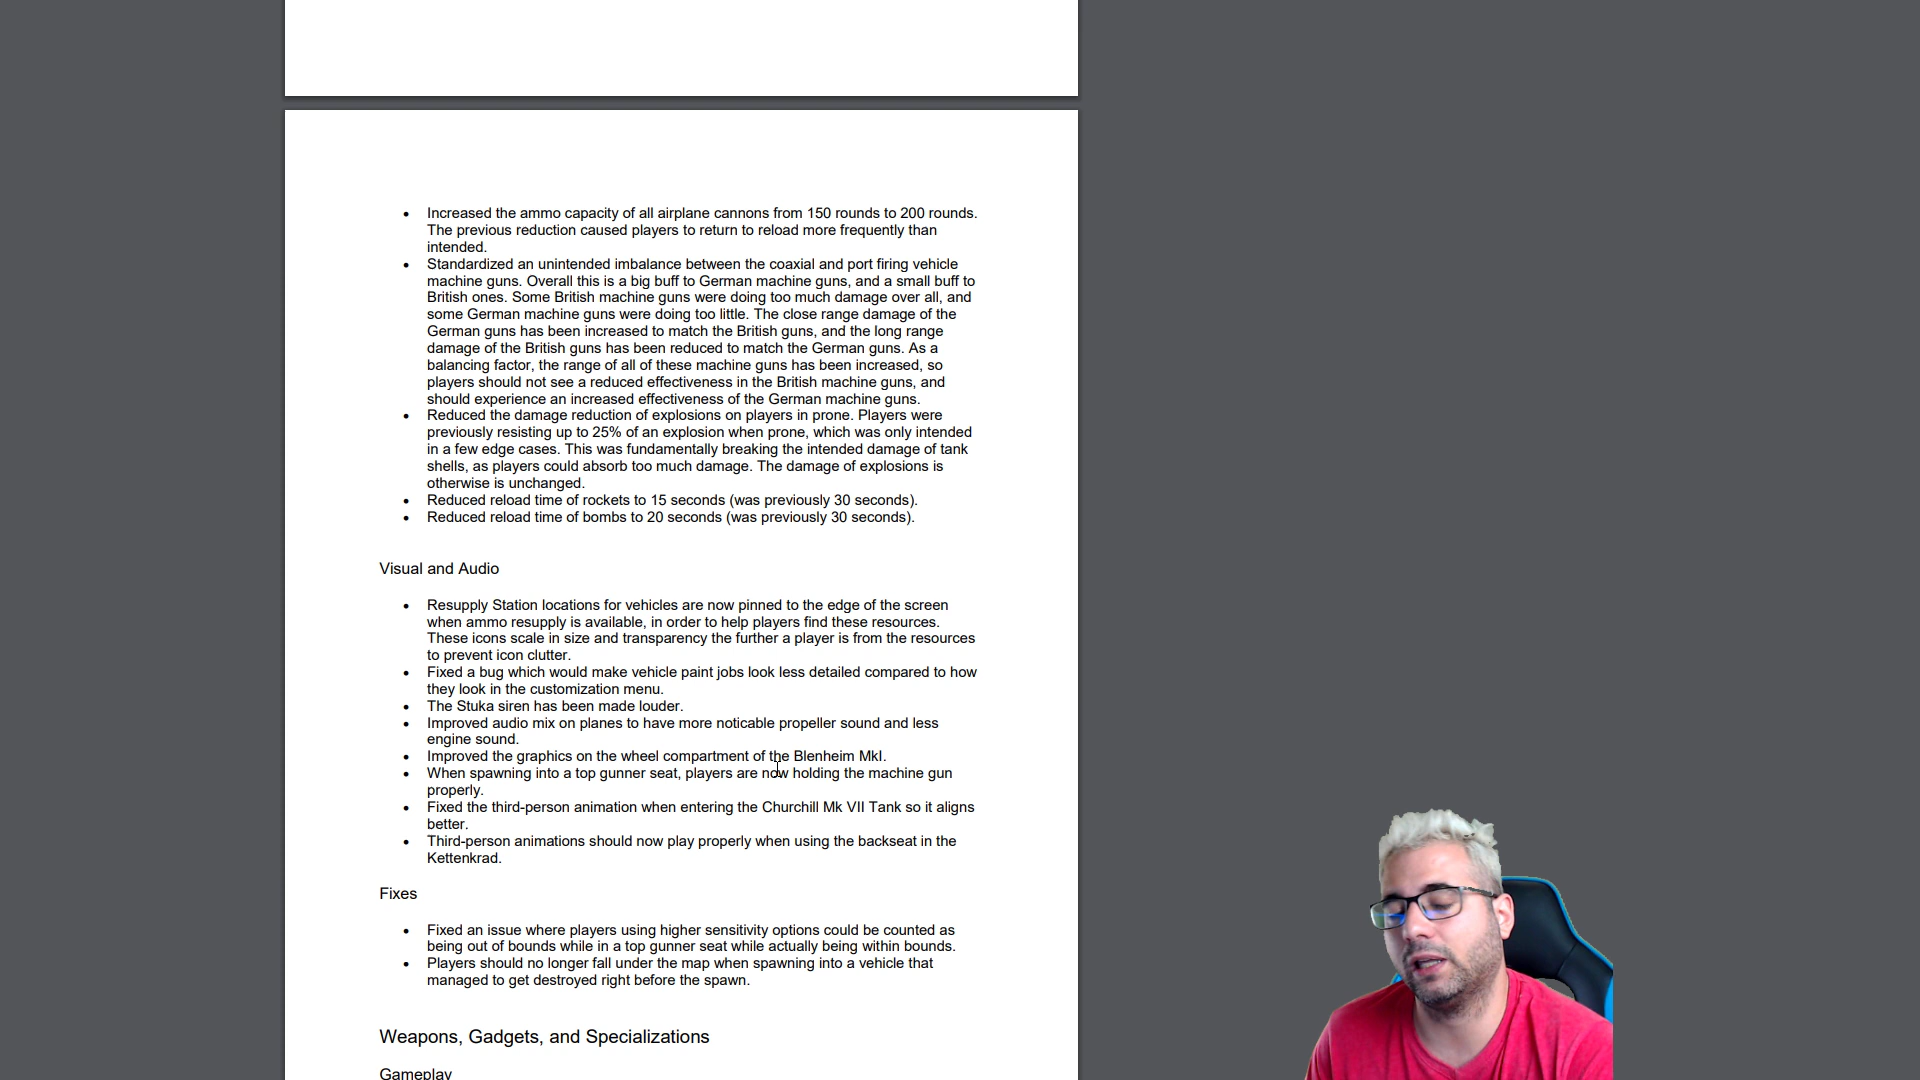 Increased the ammo capacity of all airplane cannons from 150 rounds to 200 rounds.
The previous reduction caused players to return to reload more frequently than
intended.
Standardized an unintended imbalance between the coaxial and port firing vehicle
machine guns. Overall this is a big buff to German machine guns, and a small buff to
British ones. Some British machine guns were doing too much damage over all, and
some German machine guns were doing too little. The close range damage of the
German guns has been increased to match the British guns, and the long range
damage of the British guns has been reduced to match the German guns. As a
balancing factor, the range of all of these machine guns has been increased, so
players should not see a reduced effectiveness in the British machine guns, and
should experience an increased effectiveness of the German machine guns.
Reduced the damage reduction of explosions on players in prone. Players were
previously resisting up to 25% of an explosion when prone, which was only intended
in a few edge cases. This was fundamentally breaking the intended damage of tank
shells, as players could absorb too much damage. The damage of explosions is
otherwise is unchanged.
Reduced reload time of rockets to 15 seconds (was previously 30 seconds).
Reduced reload time of bombs to 20 seconds (was previously 30 seconds).
Visual and Audio
Resupply Station locations for vehicles are now pinned to the edge of the screen
when ammo resupply is available, in order to help players find these resources.
These icons scale in size and transparency the further a player is from the resources
to prevent icon clutter.
Fixed a bug which would make vehicle paint jobs look less detailed compared to how
they look in the customization menu.
The Stuka siren has been made louder.
Improved audio mix on planes to have more noticable propeller sound and less
engine sound.
Improved the graphics on the wheel compartment of the Blenheim MkI.
When spawning into a top gunner seat, players are now holding the machine gun
properly.
Fixed the third-person animation when entering the Churchill Mk VII Tank so it aligns
better.
Third-person animations should now play properly when using the backseat in the
Kettenkrad.
Fixes
Fixed an issue where players using higher sensitivity options could be counted as
being out of bounds while in a top gunner seat while actually being within bounds.
Players should no longer fall under the map when spawning into a vehicle that
managed to get destroyed right before the spawn.
Weapons, Gadgets, and Specializations
Gameplay